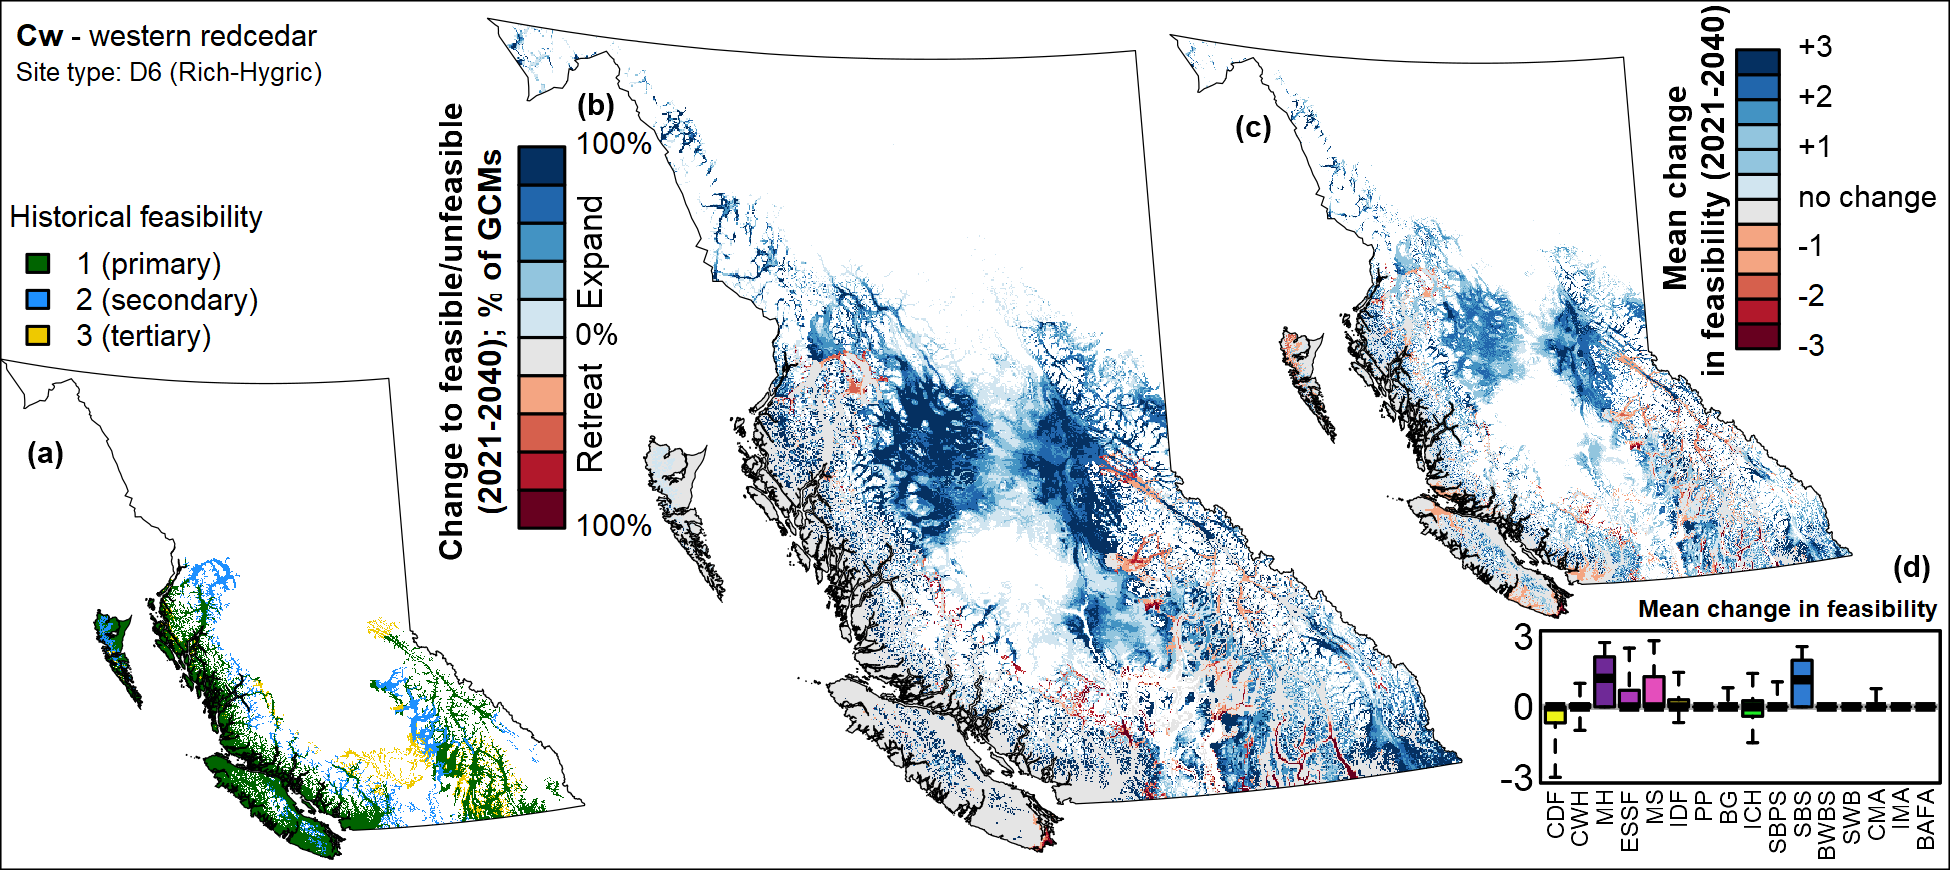 Cw - western redcedar
Site type: D6 (Rich-Hygric)
Historical feasibility
1 (primary)
2 (secondary)
3 (tertiary)
(a)
(b)
Change to feasible/unfeasible
(2021-2040); % of GCMs
100%
Expand
0%
Retreat
100%
(c)
Mean change
in feasibility (2021-2040)
+3
+2
+1
no change
-1
-2
-3
(d)
Mean change in feasibility
3
0
-3
CDF
CWH
MH
ESSF
MS
IDF
PP
BG
ICH
SBPS
SBS
BWBS
SWB
CMA
IMA
BAFA